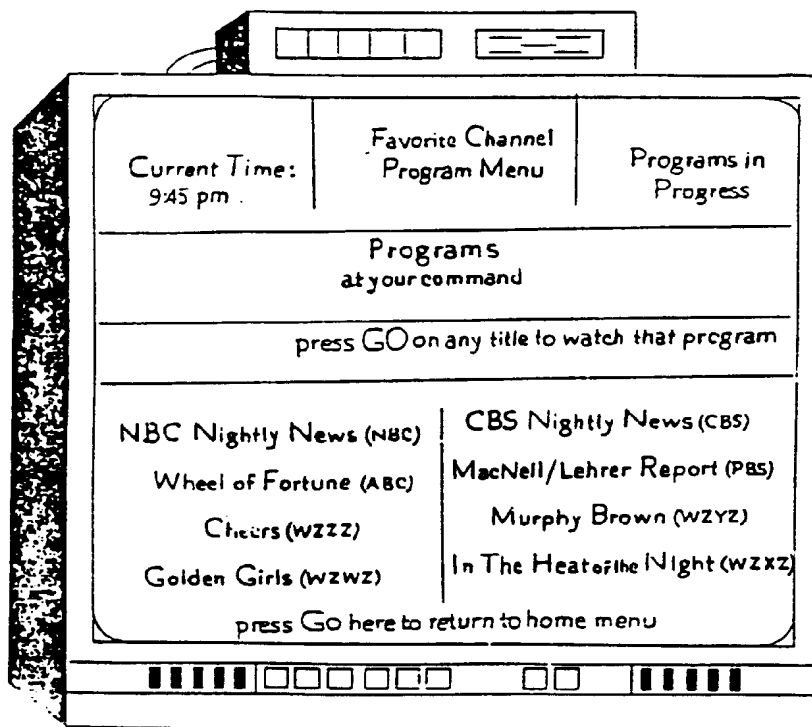 Current Time:
9:45 pm
Favorite Channel
Program Menu
Programs in
Progress
Programs
at your command
press GO on any title to watch that program
NBC Nightly News (NBC)
Wheel of Fortune (ABC)
Cheers (WZZZ)
Golden Girls (WZWZ)
CBS Nightly News (CBS)
MacNeil/Lehrer Report (PBS)
Murphy Brown (WZYZ)
In The Heat of the Night (WZXZ)
press Go here to return to home menu